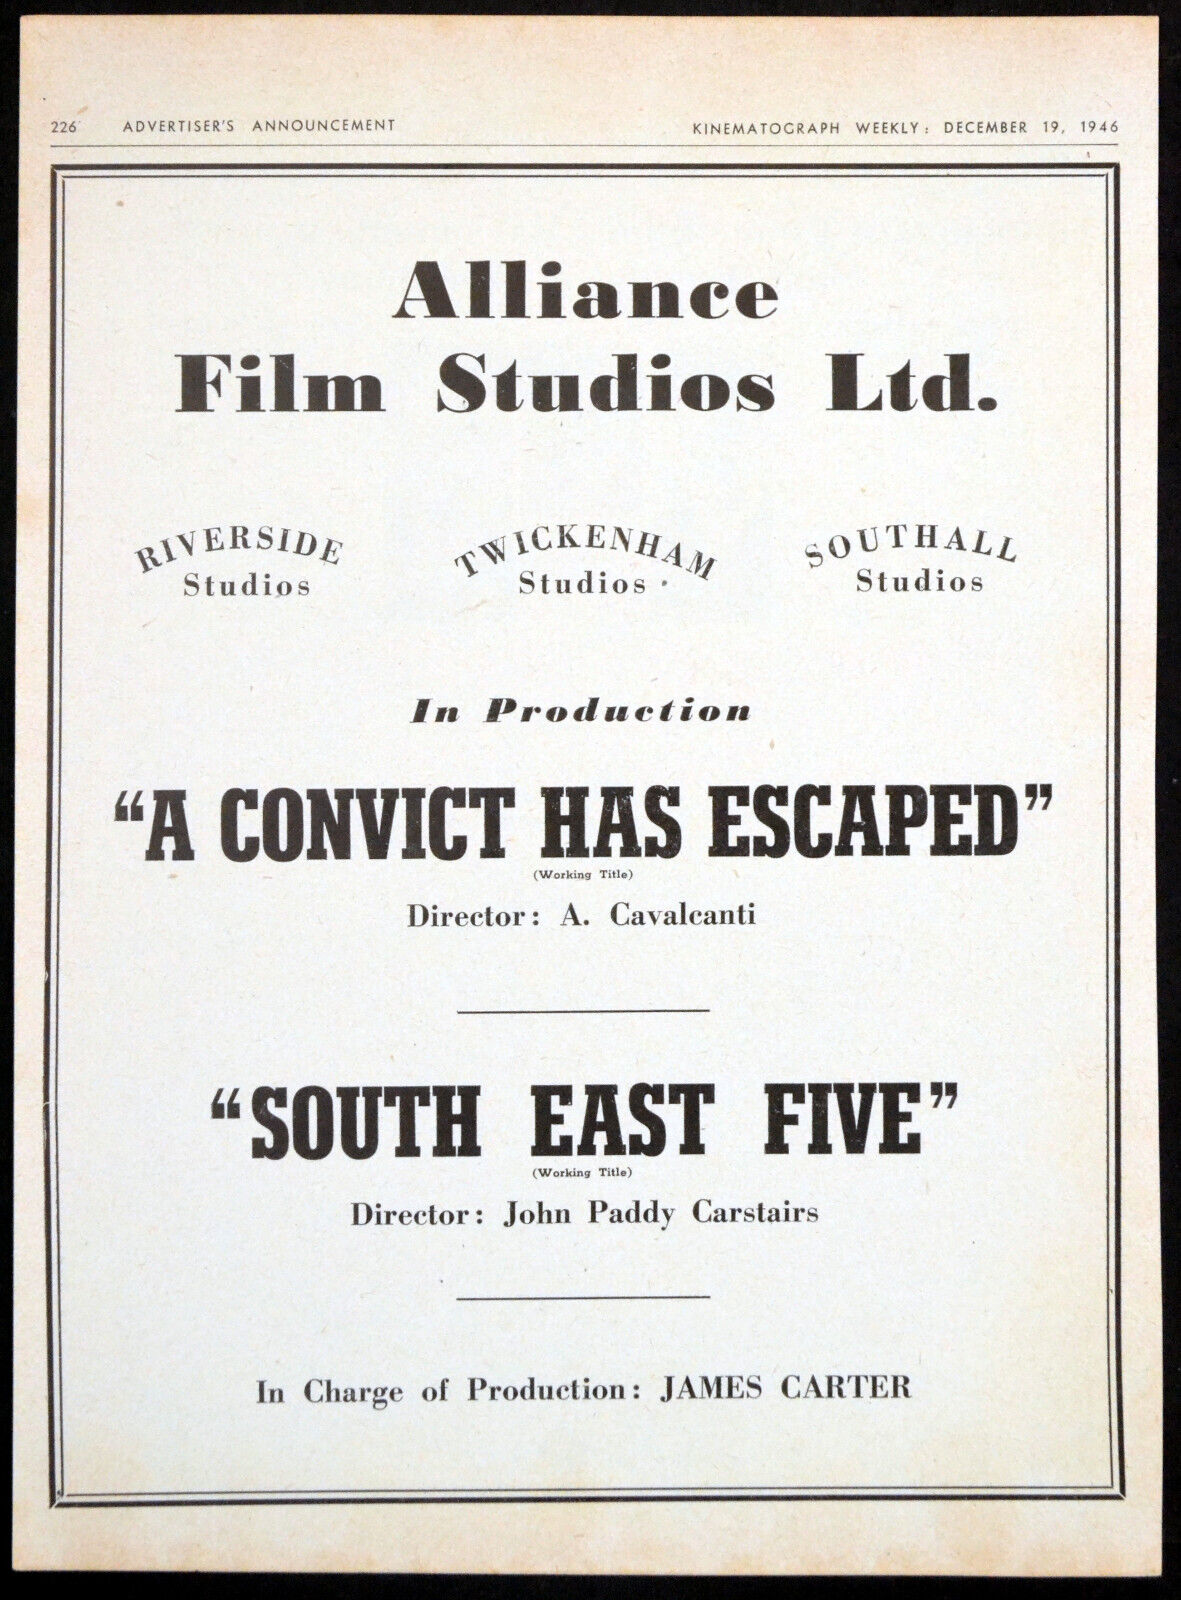 226 ADVERTISER'S ANNOUNCEMENT KINEMATOGRAPH WEEKLY: DECEMBER 19, 1946
Alliance
Film Studios Ltd.
RIVERSIDE TWICKENHAM SOUTHALL
Studios Studios Studios
In Production
“A CONVICT HAS ESCAPED”
(Working Title)
Director: A. Cavalcanti
“SOUTH EAST FIVE”
(Working Title)
Director: John Paddy Carstairs
In Charge of Production: JAMES CARTER